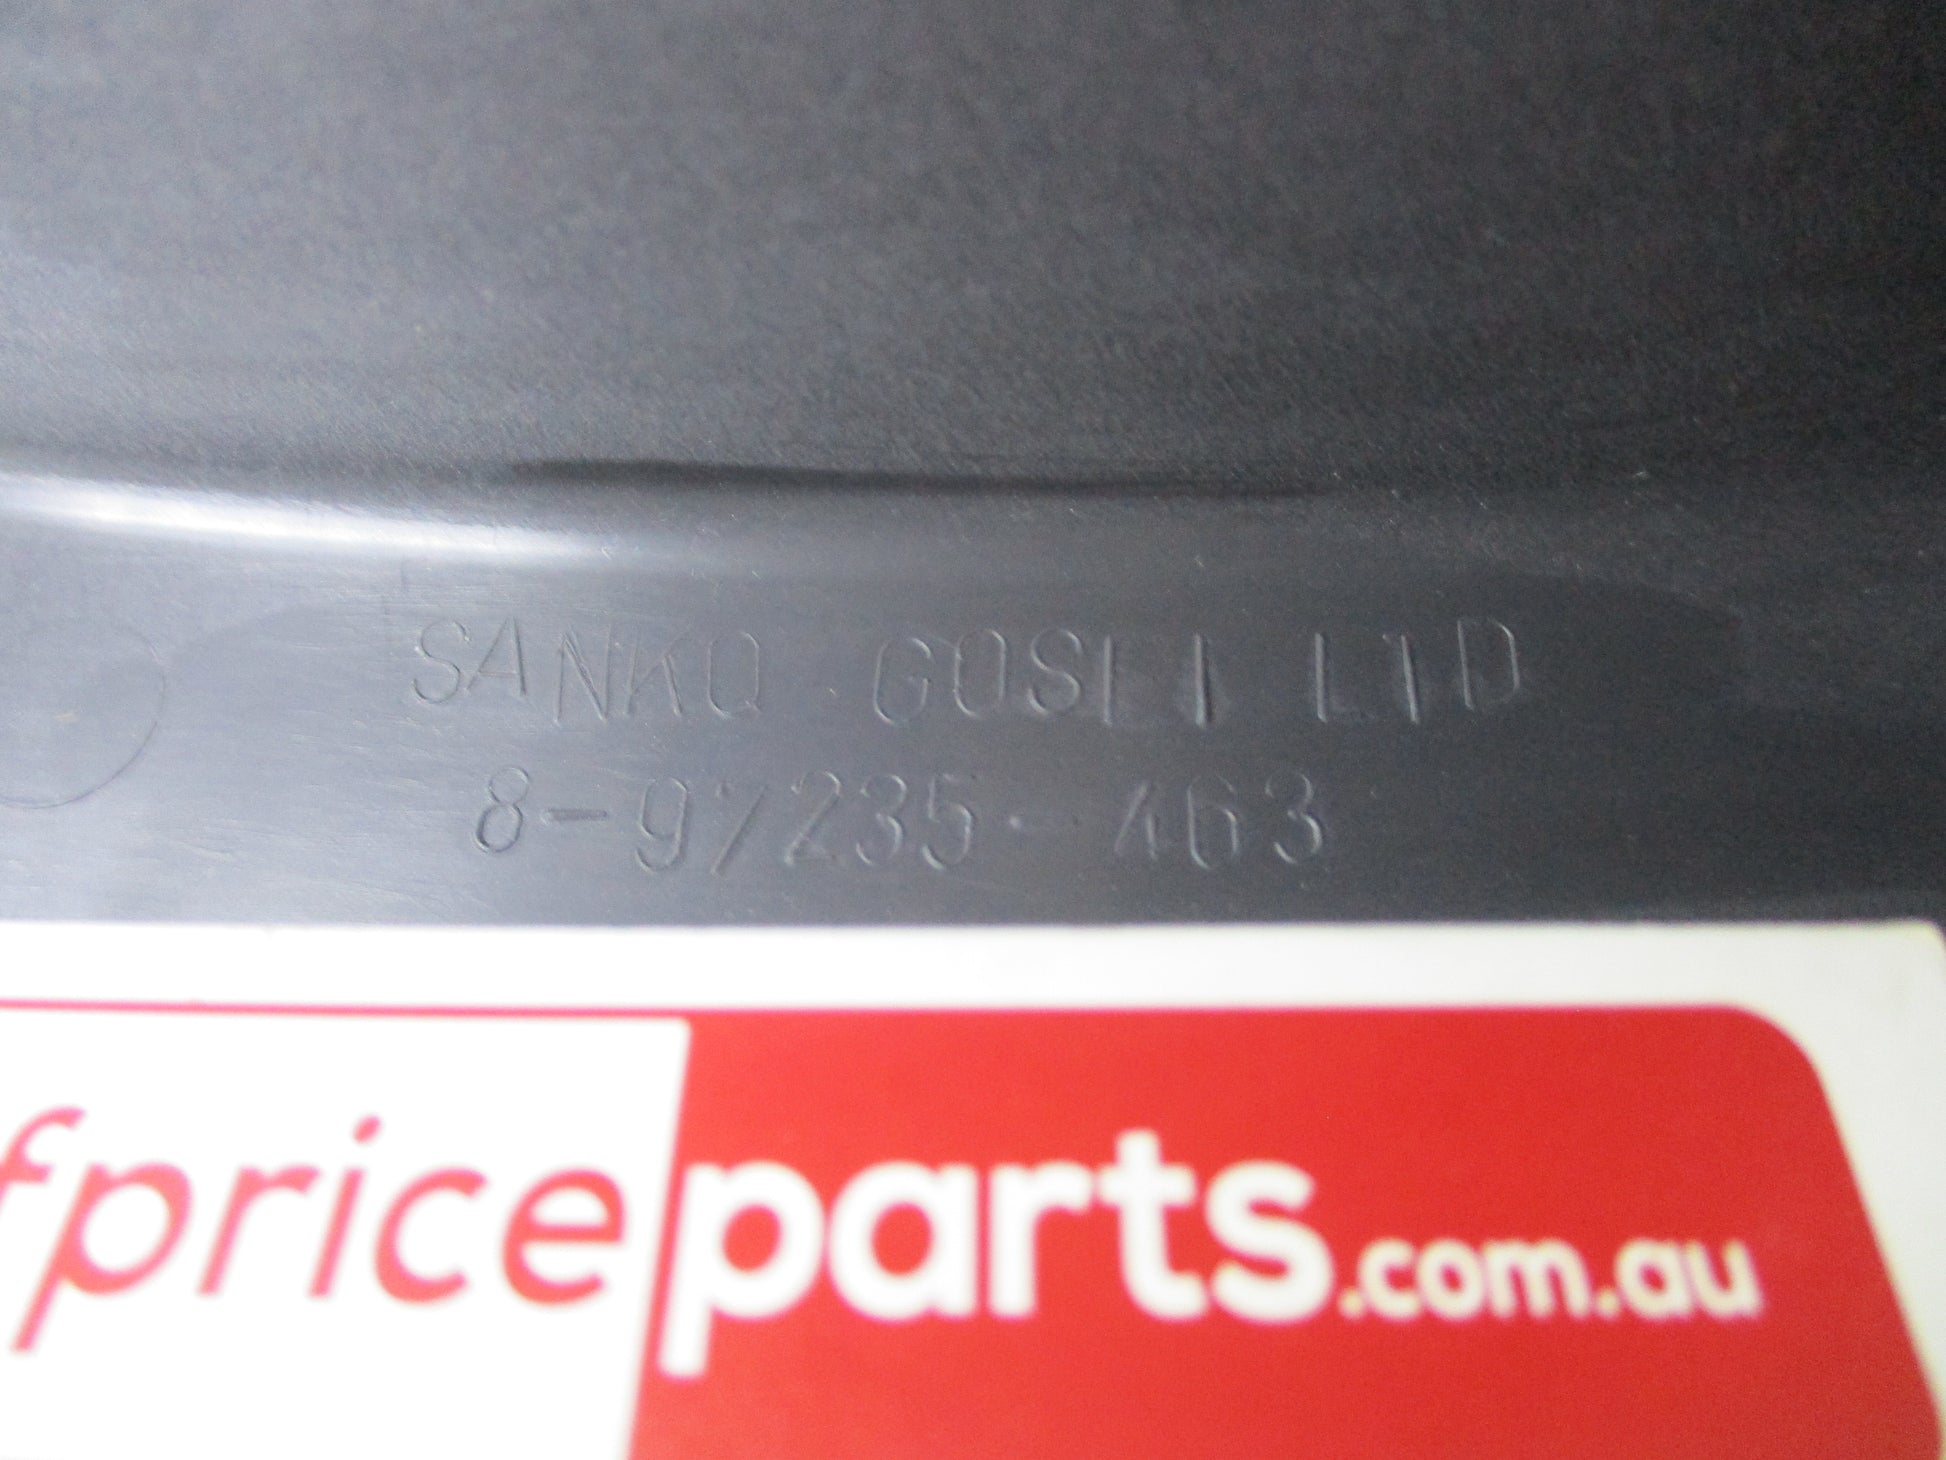 SANKO GOSEI LTD
8-97235-463
fpriceparts.com.au